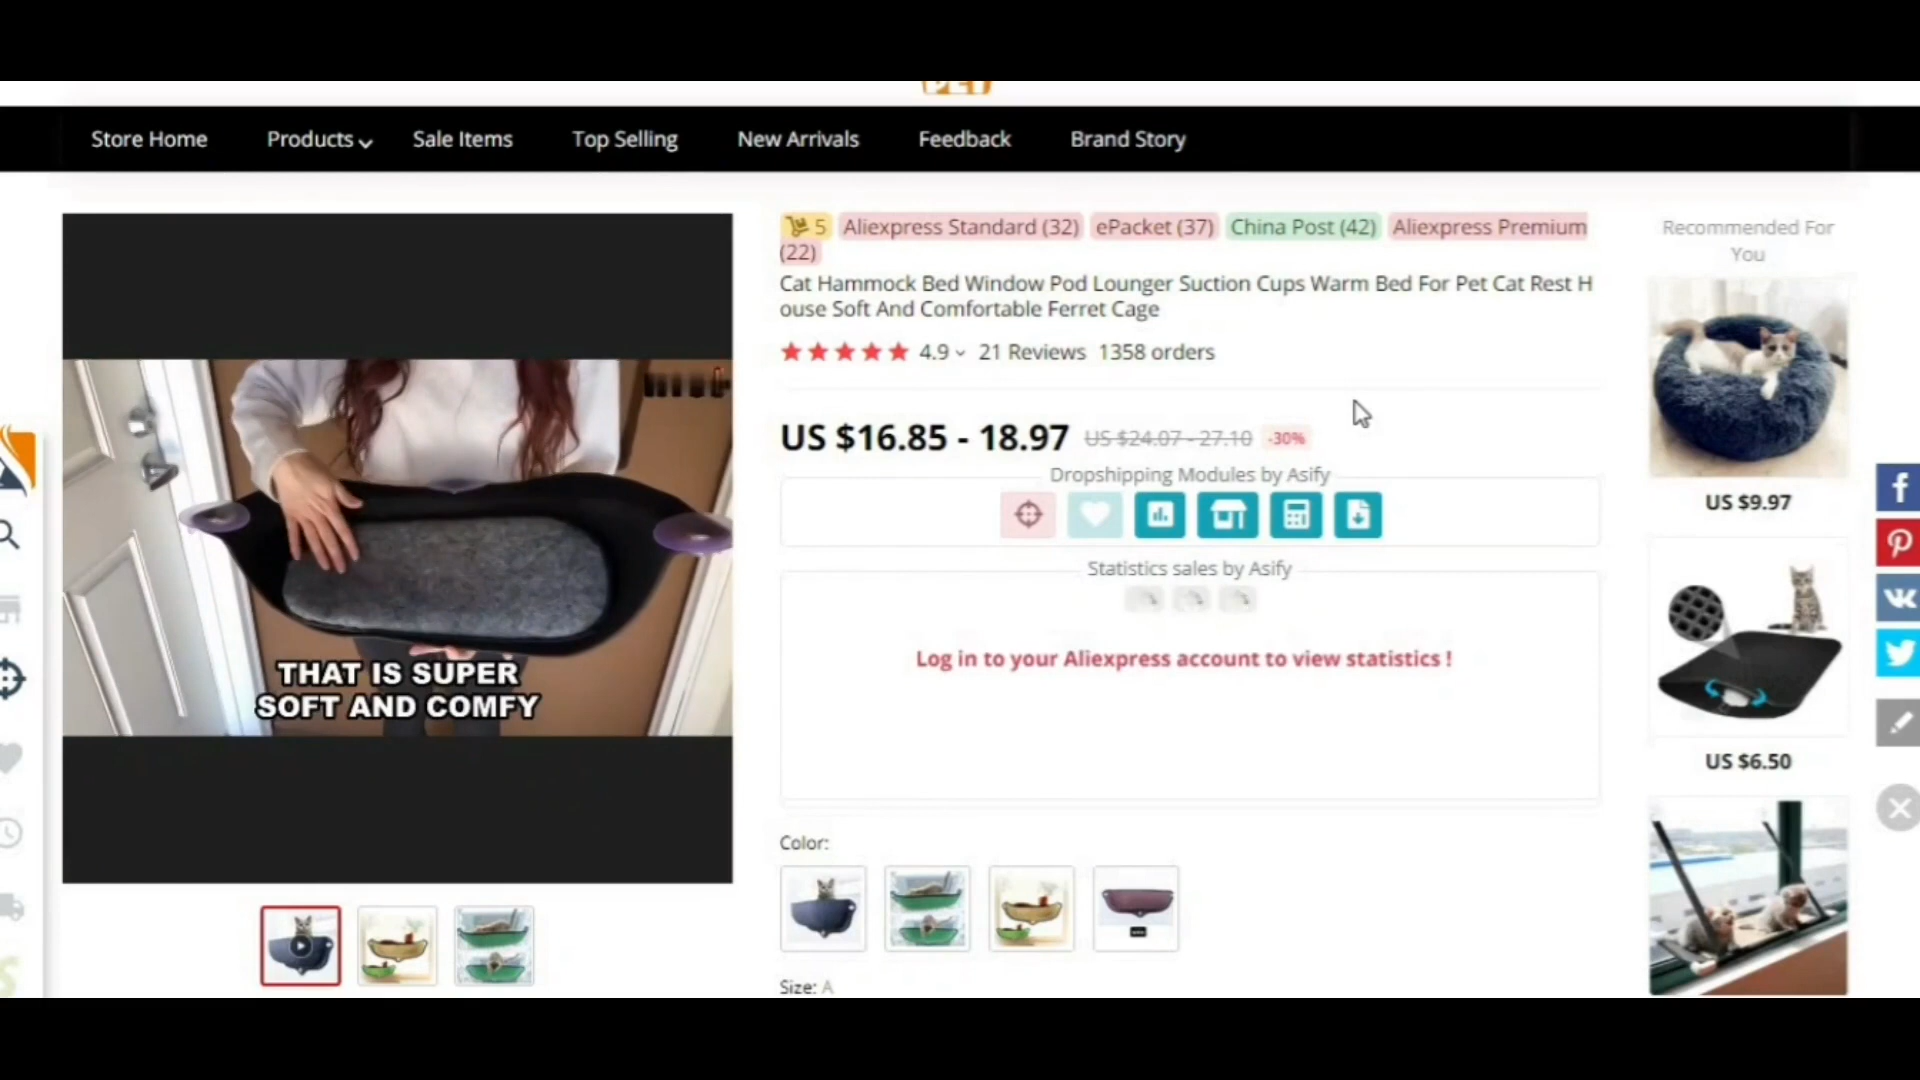 PET
Store Home Products Sale Items Top Selling New Arrivals Feedback Brand Story
5 Aliexpress Standard (32) ePacket (37) China Post (42) Aliexpress Premium
(22)
Cat Hammock Bed Window Pod Lounger Suction Cups Warm Bed For Pet Cat Rest H
ouse Soft And Comfortable Ferret Cage
4.9 21 Reviews 1358 orders
US $16.85 - 18.97 US $24.07 - 27.10 -30%
Dropshipping Modules by Asify
Statistics sales by Asify
Log in to your Aliexpress account to view statistics !
Color:
Size: A
THAT IS SUPER
SOFT AND COMFY
Recommended For
You
US $9.97
US $6.50